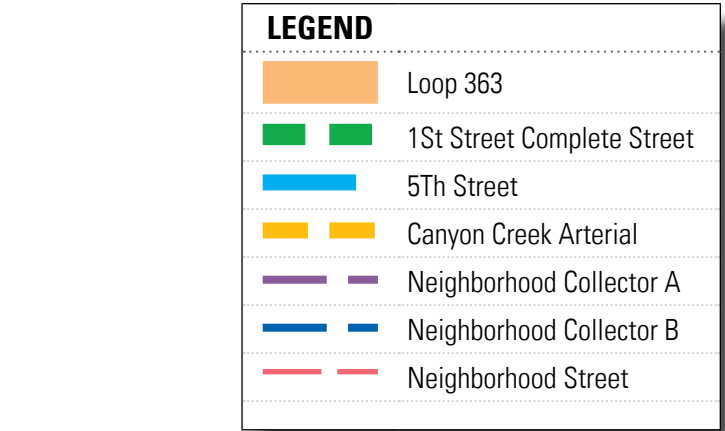 LEGEND
Loop 363
1St Street Complete Street
5Th Street
Canyon Creek Arterial
Neighborhood Collector A
Neighborhood Collector B
Neighborhood Street